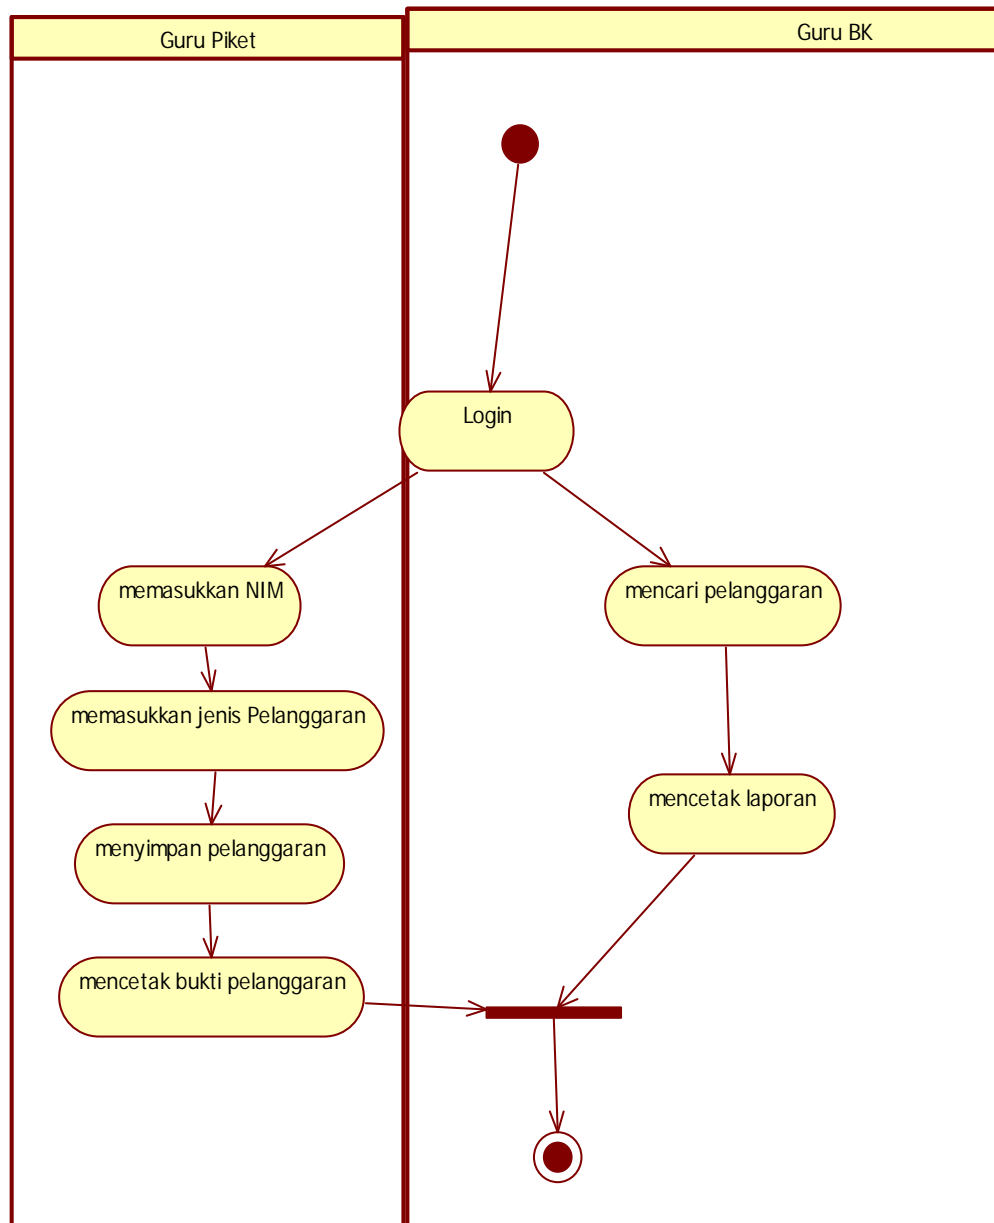 Guru Piket
Guru BK
Login
memasukkan NIM
mencari pelanggaran
memasukkan jenis Pelanggaran
mencetak laporan
menyimpan pelanggaran
mencetak bukti pelanggaran